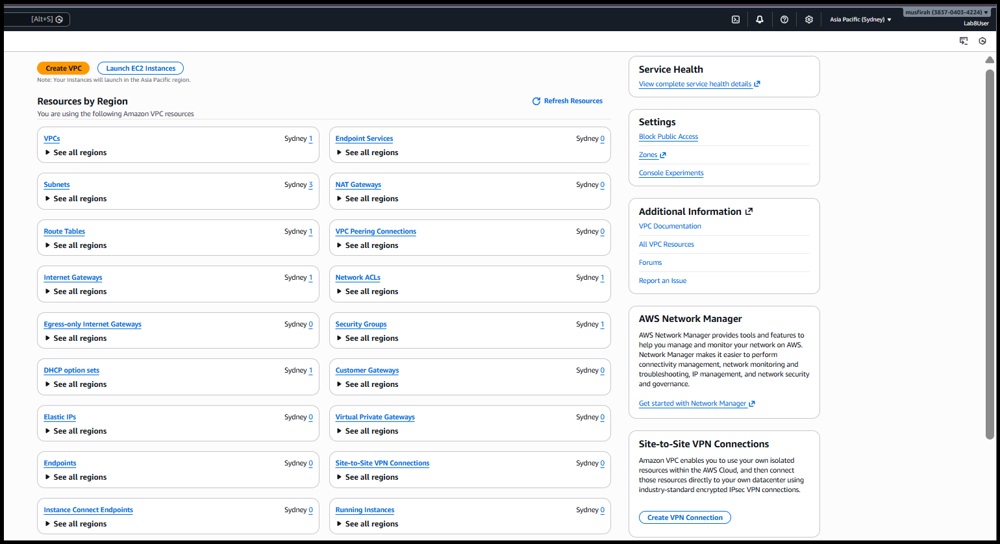 [Alt+S]
Asia Pacific (Sydney) ▼
musfirah (3837-0403-4224) ▼
Lab8User
Create VPC
Launch EC2 Instances
Note: Your Instances will launch in the Asia Pacific region.
Resources by Region
Refresh Resources
You are using the following Amazon VPC resources
VPCs Sydney 1
See all regions
Endpoint Services Sydney 0
See all regions
Subnets Sydney 3
See all regions
NAT Gateways Sydney 0
See all regions
Route Tables Sydney 1
See all regions
VPC Peering Connections Sydney 0
See all regions
Internet Gateways Sydney 1
See all regions
Network ACLs Sydney 1
See all regions
Egress-only Internet Gateways Sydney 0
See all regions
Security Groups Sydney 1
See all regions
DHCP option sets Sydney 1
See all regions
Customer Gateways Sydney 0
See all regions
Elastic IPs Sydney 0
See all regions
Virtual Private Gateways Sydney 0
See all regions
Endpoints Sydney 0
See all regions
Site-to-Site VPN Connections Sydney 0
See all regions
Instance Connect Endpoints Sydney 0
See all regions
Running Instances Sydney 0
See all regions
Service Health
View complete service health details
Settings
Block Public Access
Zones
Console Experiments
Additional Information
VPC Documentation
All VPC Resources
Forums
Report an Issue
AWS Network Manager
AWS Network Manager provides tools and features to
help you manage and monitor your network on AWS.
Network Manager makes it easier to perform
connectivity management, network monitoring and
troubleshooting, IP management, and network security
and governance.
Get started with Network Manager
Site-to-Site VPN Connections
Amazon VPC enables you to use your own isolated
resources within the AWS Cloud, and then connect
those resources directly to your own datacenter using
industry-standard encrypted IPsec VPN connections.
Create VPN Connection